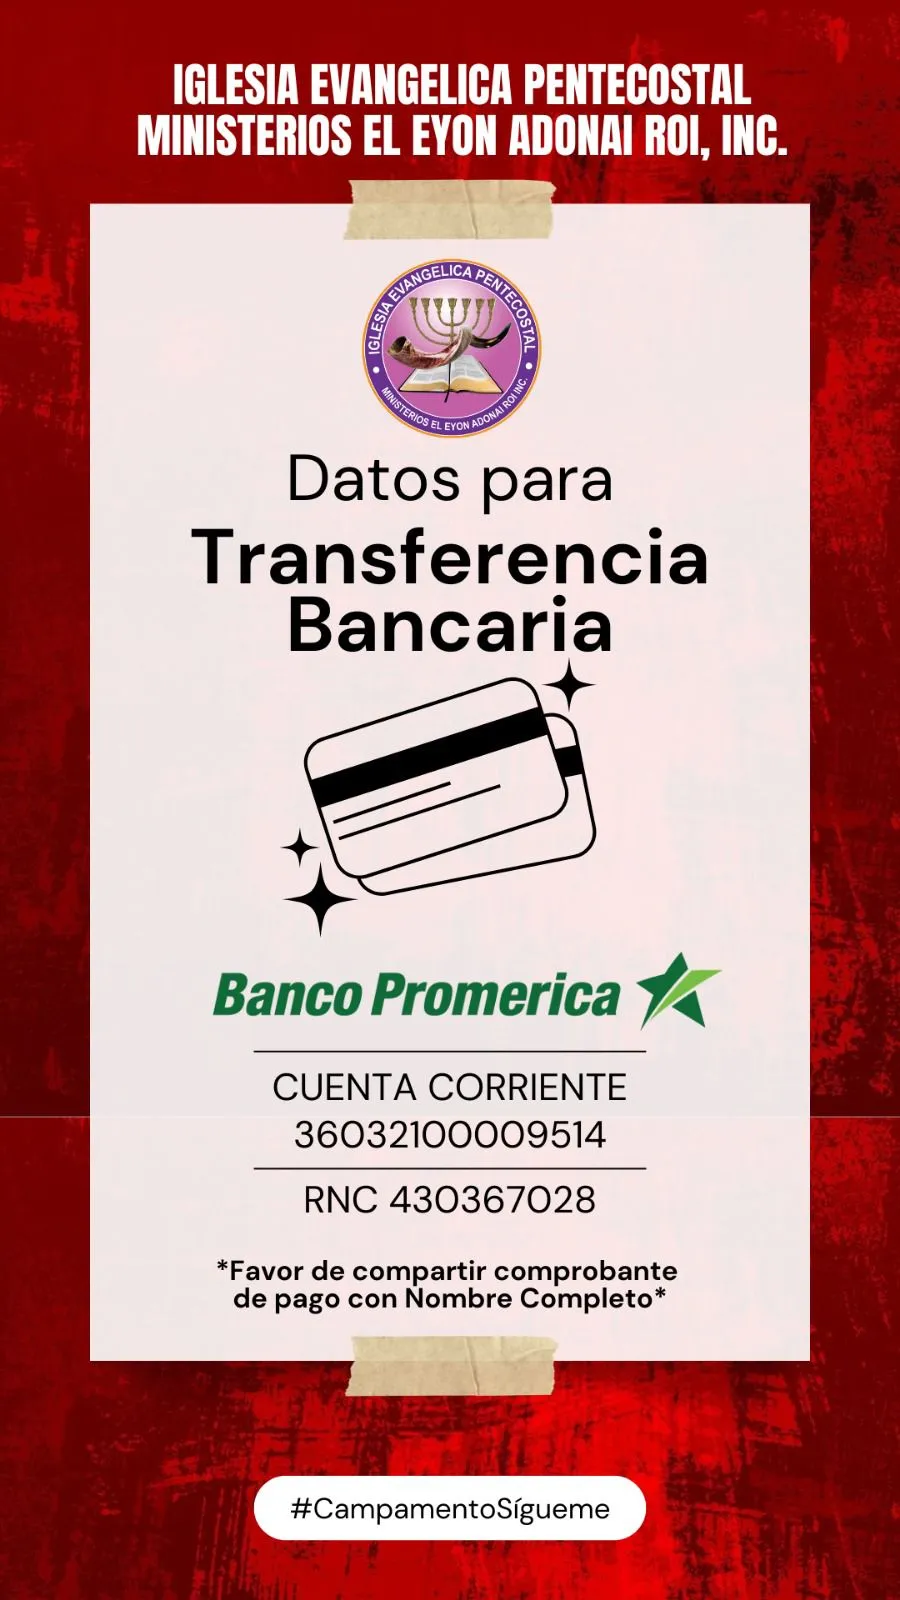 IGLESIA EVANGELICA PENTECOSTAL
MINISTERIOS EL EYON ADONAI ROI, INC.
IGLESIA EVANGELICA PENTECOSTAL
MINISTERIOS EL EYON ADONAI ROI INC.
Datos para
Transferencia
Bancaria
Banco Promerica
CUENTA CORRIENTE
36032100009514
RNC 430367028
*Favor de compartir comprobante
de pago con Nombre Completo*
#CampamentoSígueme